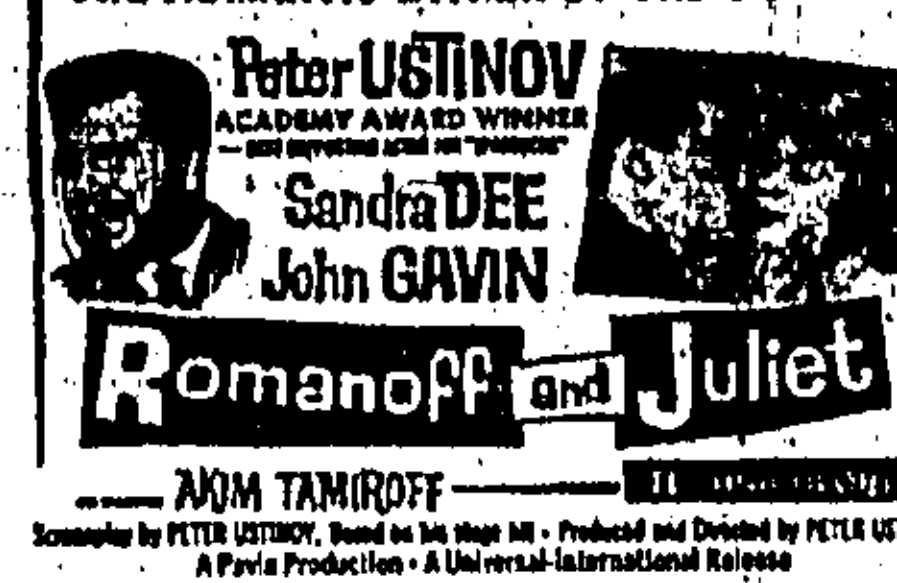 Peter USTINOV
ACADEMY AWARD WINNER
Sandra DEE
John GAVIN
Romanoff and Juliet
AKIM TAMIROFF
Screenplay by PETER USTINOV, Based on his stage hit • Produced and Directed by PETER US
A Pavla Production • A Universal-International Release